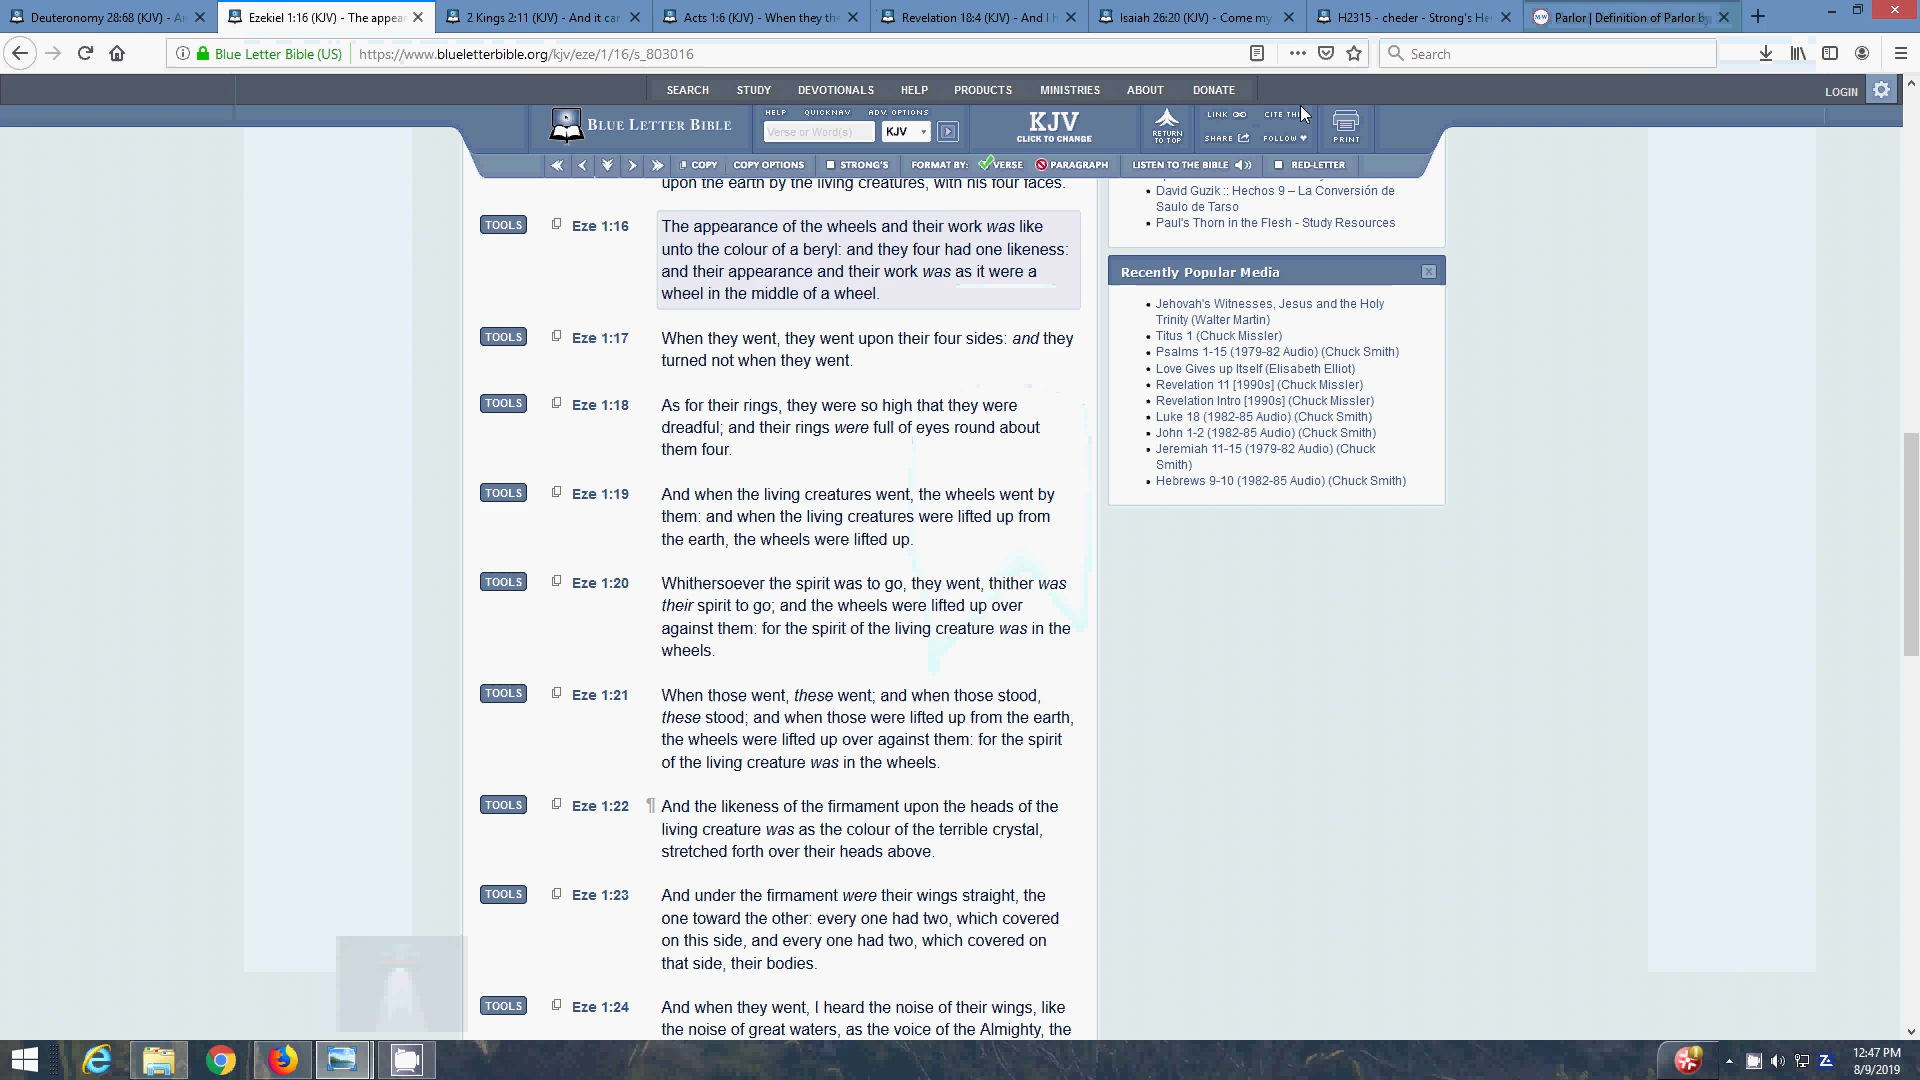 Deuteronomy 28:68 (KJV) - A
Ezekiel 1:16 (KJV) - The appear
2 Kings 2:11 (KJV) - And it ca
Acts 1:6 (KJV) - When they th
Revelation 18:4 (KJV) - And I h
Isaiah 26:20 (KJV) - Come my
H2315 - cheder - Strong's He
Parlor | Definition of Parlor by
Blue Letter Bible (US)
https://www.blueletterbible.org/kjv/eze/1/16/s_803016
Search
SEARCH STUDY DEVOTIONALS HELP PRODUCTS MINISTRIES ABOUT DONATE
LOGIN
BLUE LETTER BIBLE
HELP QUICKNAV ADV. OPTIONS
Verse or Word(s)
KJV
KJV
CLICK TO CHANGE
RETURN
TO TOP
LINK
CITE THI
SHARE
FOLLOW
PRINT
COPY COPY OPTIONS STRONG'S FORMAT BY: VERSE PARAGRAPH LISTEN TO THE BIBLE RED-LETTER
upon the earth by the living creatures, with his four faces.
TOOLS Eze 1:16 The appearance of the wheels and their work was like
unto the colour of a beryl: and they four had one likeness:
and their appearance and their work was as it were a
wheel in the middle of a wheel.
TOOLS Eze 1:17 When they went, they went upon their four sides: and they
turned not when they went.
TOOLS Eze 1:18 As for their rings, they were so high that they were
dreadful; and their rings were full of eyes round about
them four.
TOOLS Eze 1:19 And when the living creatures went, the wheels went by
them: and when the living creatures were lifted up from
the earth, the wheels were lifted up.
TOOLS Eze 1:20 Whithersoever the spirit was to go, they went, thither was
their spirit to go; and the wheels were lifted up over
against them: for the spirit of the living creature was in the
wheels.
TOOLS Eze 1:21 When those went, these went; and when those stood,
these stood; and when those were lifted up from the earth,
the wheels were lifted up over against them: for the spirit
of the living creature was in the wheels.
TOOLS Eze 1:22 ¶ And the likeness of the firmament upon the heads of the
living creature was as the colour of the terrible crystal,
stretched forth over their heads above.
TOOLS Eze 1:23 And under the firmament were their wings straight, the
one toward the other: every one had two, which covered
on this side, and every one had two, which covered on
that side, their bodies.
TOOLS Eze 1:24 And when they went, I heard the noise of their wings, like
the noise of great waters, as the voice of the Almighty, the
David Guzik :: Hechos 9 – La Conversión de
Saulo de Tarso
Paul's Thorn in the Flesh - Study Resources
Recently Popular Media
Jehovah's Witnesses, Jesus and the Holy
Trinity (Walter Martin)
Titus 1 (Chuck Missler)
Psalms 1-15 (1979-82 Audio) (Chuck Smith)
Love Gives up Itself (Elisabeth Elliot)
Revelation 11 [1990s] (Chuck Missler)
Revelation Intro [1990s] (Chuck Missler)
Luke 18 (1982-85 Audio) (Chuck Smith)
John 1-2 (1982-85 Audio) (Chuck Smith)
Jeremiah 11-15 (1979-82 Audio) (Chuck
Smith)
Hebrews 9-10 (1982-85 Audio) (Chuck Smith)
12:47 PM
8/9/2019